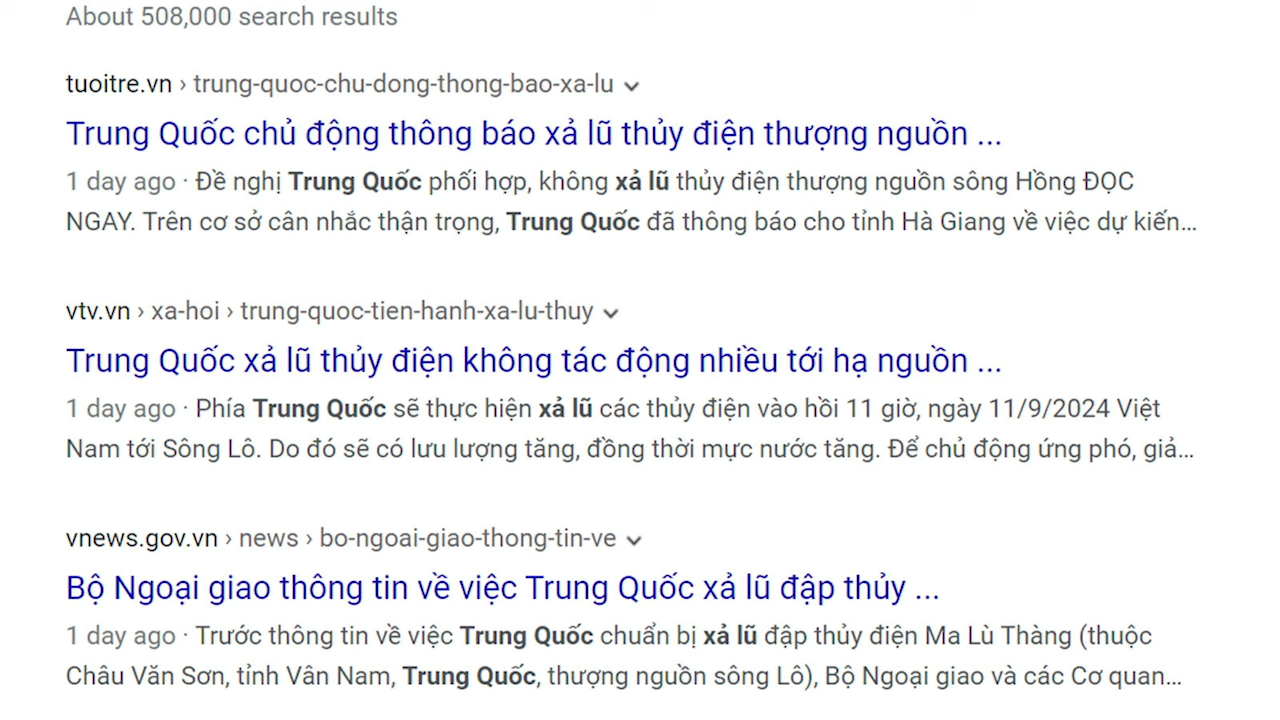 About 508,000 search results
tuoitre.vn › trung-quoc-chu-dong-thong-bao-xa-lu
Trung Quốc chủ động thông báo xả lũ thủy điện thượng nguồn ...
1 day ago · Đề nghị Trung Quốc phối hợp, không xả lũ thủy điện thượng nguồn sông Hồng ĐỌC
NGAY. Trên cơ sở cân nhắc thận trọng, Trung Quốc đã thông báo cho tỉnh Hà Giang về việc dự kiến...
vtv.vn › xa-hoi › trung-quoc-tien-hanh-xa-lu-thuy
Trung Quốc xả lũ thủy điện không tác động nhiều tới hạ nguồn ...
1 day ago · Phía Trung Quốc sẽ thực hiện xả lũ các thủy điện vào hồi 11 giờ, ngày 11/9/2024 Việt
Nam tới Sông Lô. Do đó sẽ có lưu lượng tăng, đồng thời mực nước tăng. Để chủ động ứng phó, giả...
vnews.gov.vn › news › bo-ngoai-giao-thong-tin-ve
Bộ Ngoại giao thông tin về việc Trung Quốc xả lũ đập thủy ...
1 day ago · Trước thông tin về việc Trung Quốc chuẩn bị xả lũ đập thủy điện Ma Lù Thàng (thuộc
Châu Văn Sơn, tỉnh Vân Nam, Trung Quốc, thượng nguồn sông Lô), Bộ Ngoại giao và các Cơ quan...